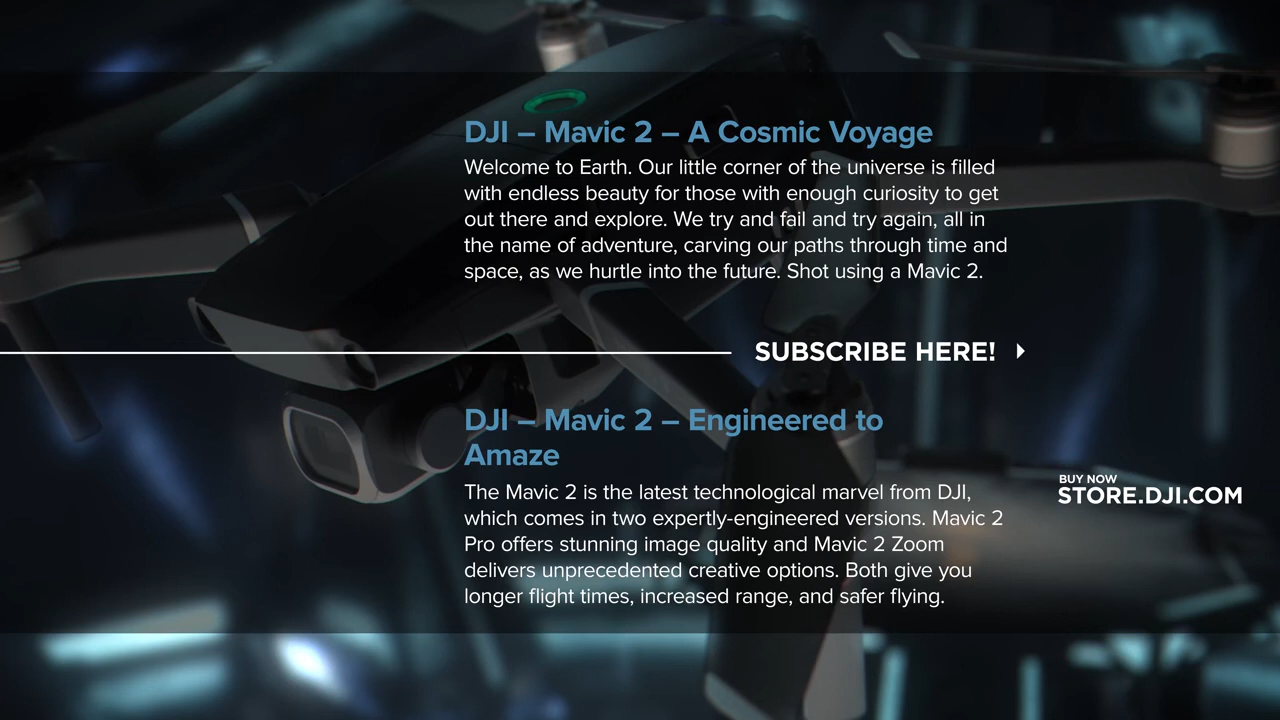 DJI – Mavic 2 – A Cosmic Voyage
Welcome to Earth. Our little corner of the universe is filled
with endless beauty for those with enough curiosity to get
out there and explore. We try and fail and try again, all in
the name of adventure, carving our paths through time and
space, as we hurtle into the future. Shot using a Mavic 2.
SUBSCRIBE HERE!
DJI – Mavic 2 – Engineered to
Amaze
The Mavic 2 is the latest technological marvel from DJI,
which comes in two expertly-engineered versions. Mavic 2
Pro offers stunning image quality and Mavic 2 Zoom
delivers unprecedented creative options. Both give you
longer flight times, increased range, and safer flying.
BUY NOW
STORE.DJI.COM